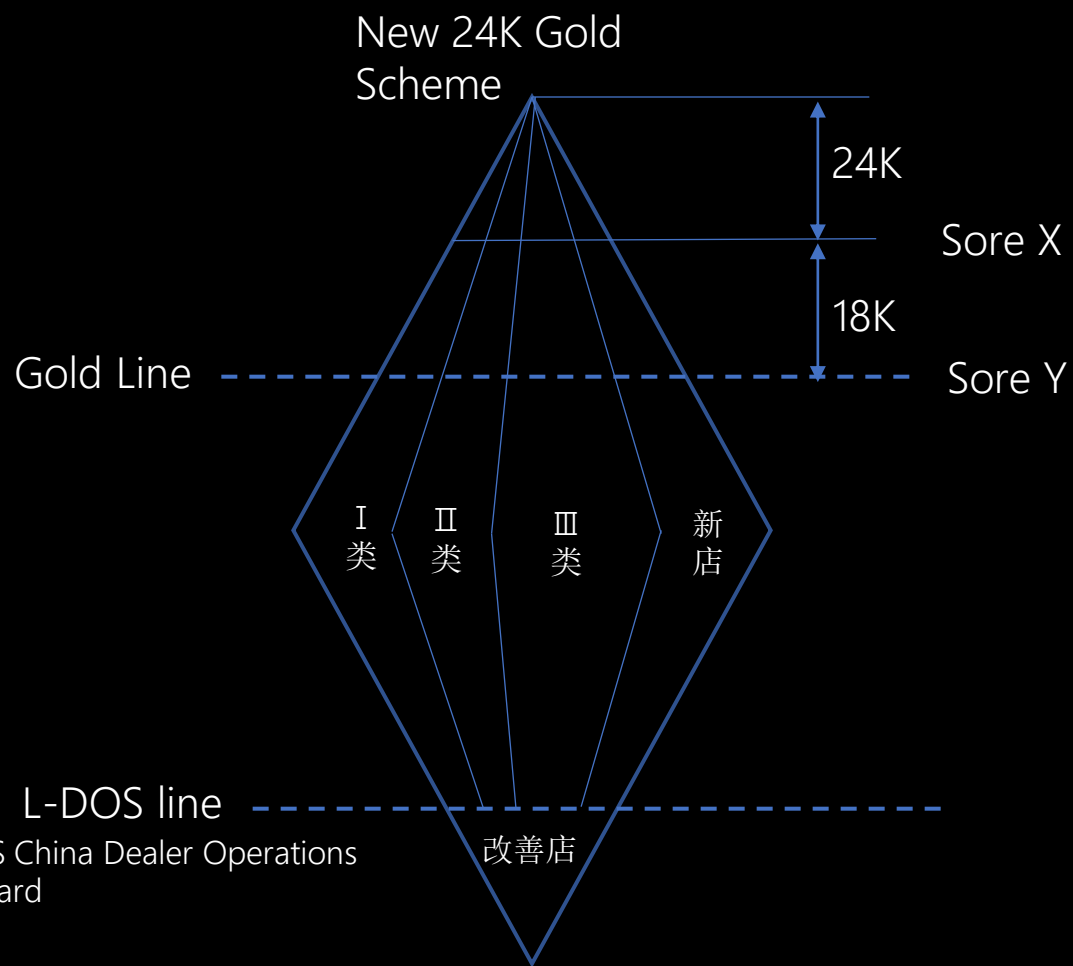 New 24K Gold
Scheme
24K
Sore X
18K
Gold Line
Sore Y
Ⅰ
类
Ⅱ
类
Ⅲ
类
新
店
L-DOS line
S China Dealer Operations
ard
改善店